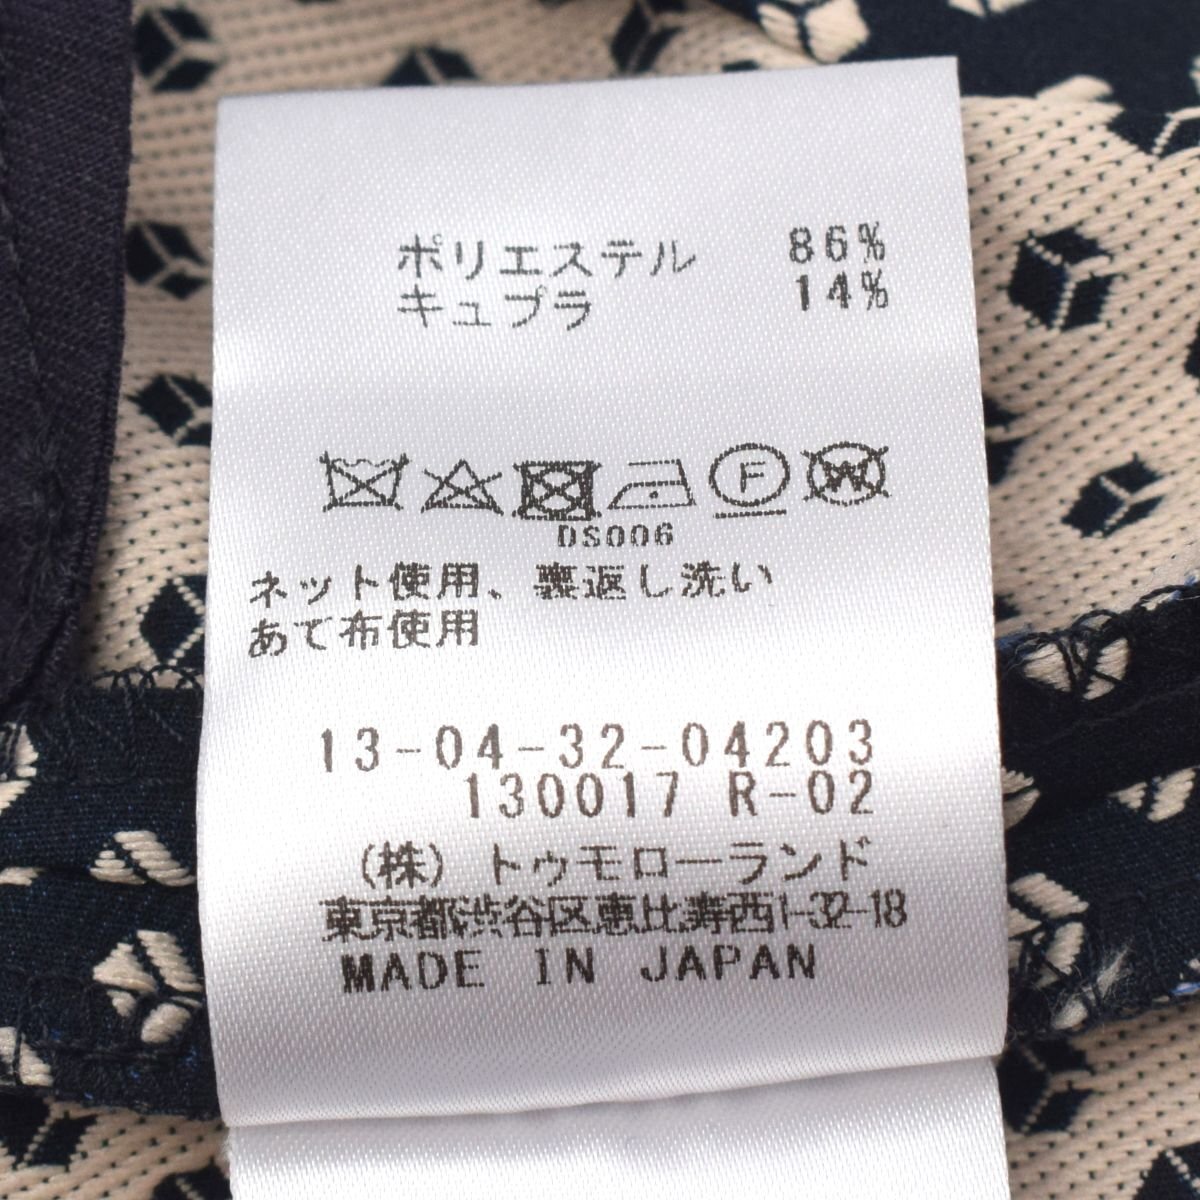 ポリエステル 86%
キュプラ 14%
F W
DS006
ネット使用、裏返し洗い
あて布使用
13-04-32-04203
130017 R-02
(株)トゥモローランド
東京都渋谷区恵比寿西1-32-18
MADE IN JAPAN